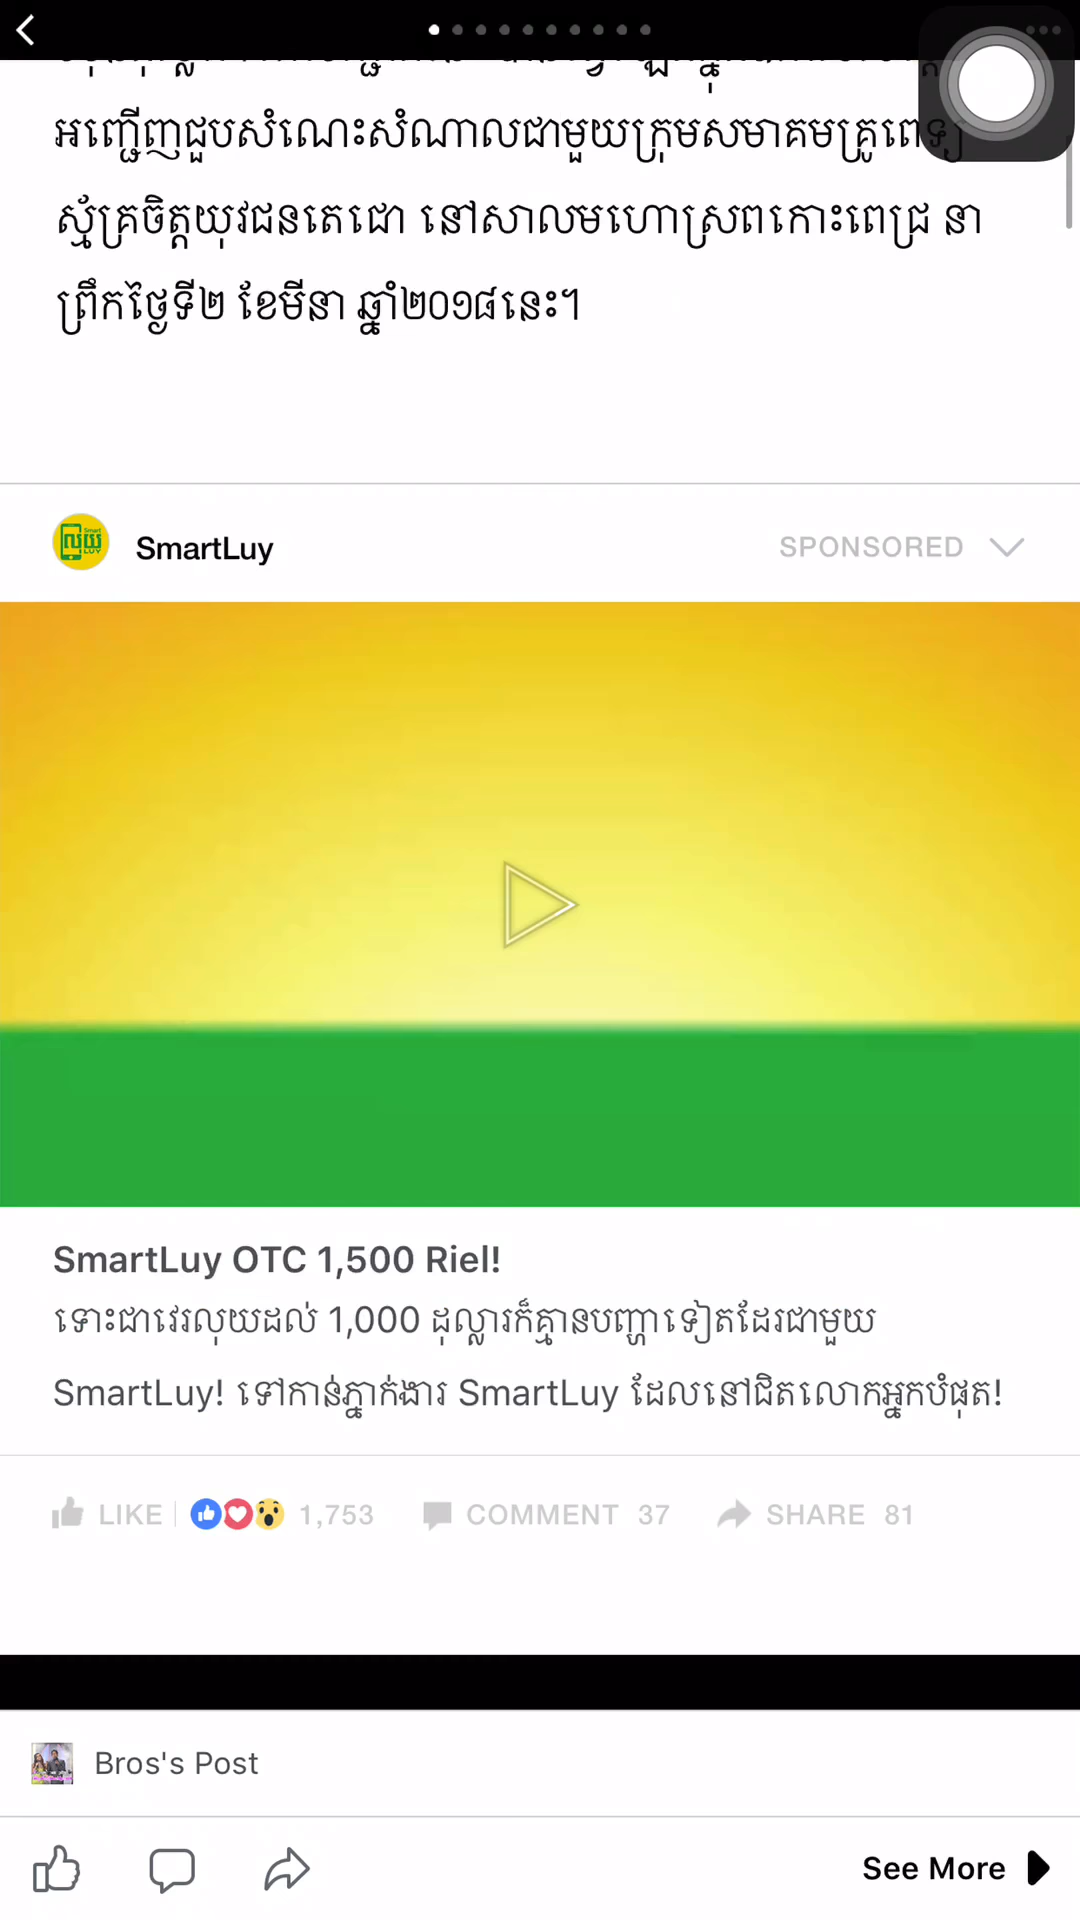 អញ្ជើញជួបសំណេះសំណាលជាមួយក្រុមសមាគមគ្រូពេទ្យ
ស្ម័គ្រចិត្តយុវជនតេជោ នៅសាលមហោស្រពកោះពេជ្រ នា
ព្រឹកថ្ងៃទី២ ខែមីនា ឆ្នាំ២០១៨នេះ។
SmartLuy
SPONSORED
SmartLuy OTC 1,500 Riel!
ទោះជាវេរលុយដល់ 1,000 ដុល្លារក៏គ្មានបញ្ហាទៀតដែរជាមួយ
SmartLuy! ទៅកាន់ភ្នាក់ងារ SmartLuy ដែលនៅជិតលោកអ្នកបំផុត!
LIKE 1,753 COMMENT 37 SHARE 81
Bros's Post
See More